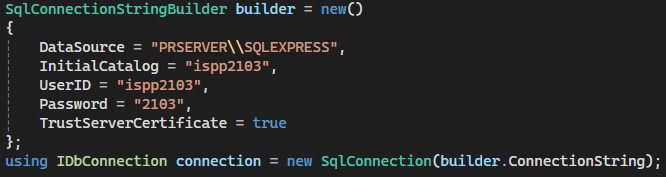 SqlConnectionStringBuilder builder = new()
{
    DataSource = "PRSERVER\\SQLEXPRESS",
    InitialCatalog = "ispp2103",
    UserID = "ispp2103",
    Password = "2103",
    TrustServerCertificate = true
};
using IDbConnection connection = new SqlConnection(builder.ConnectionString);